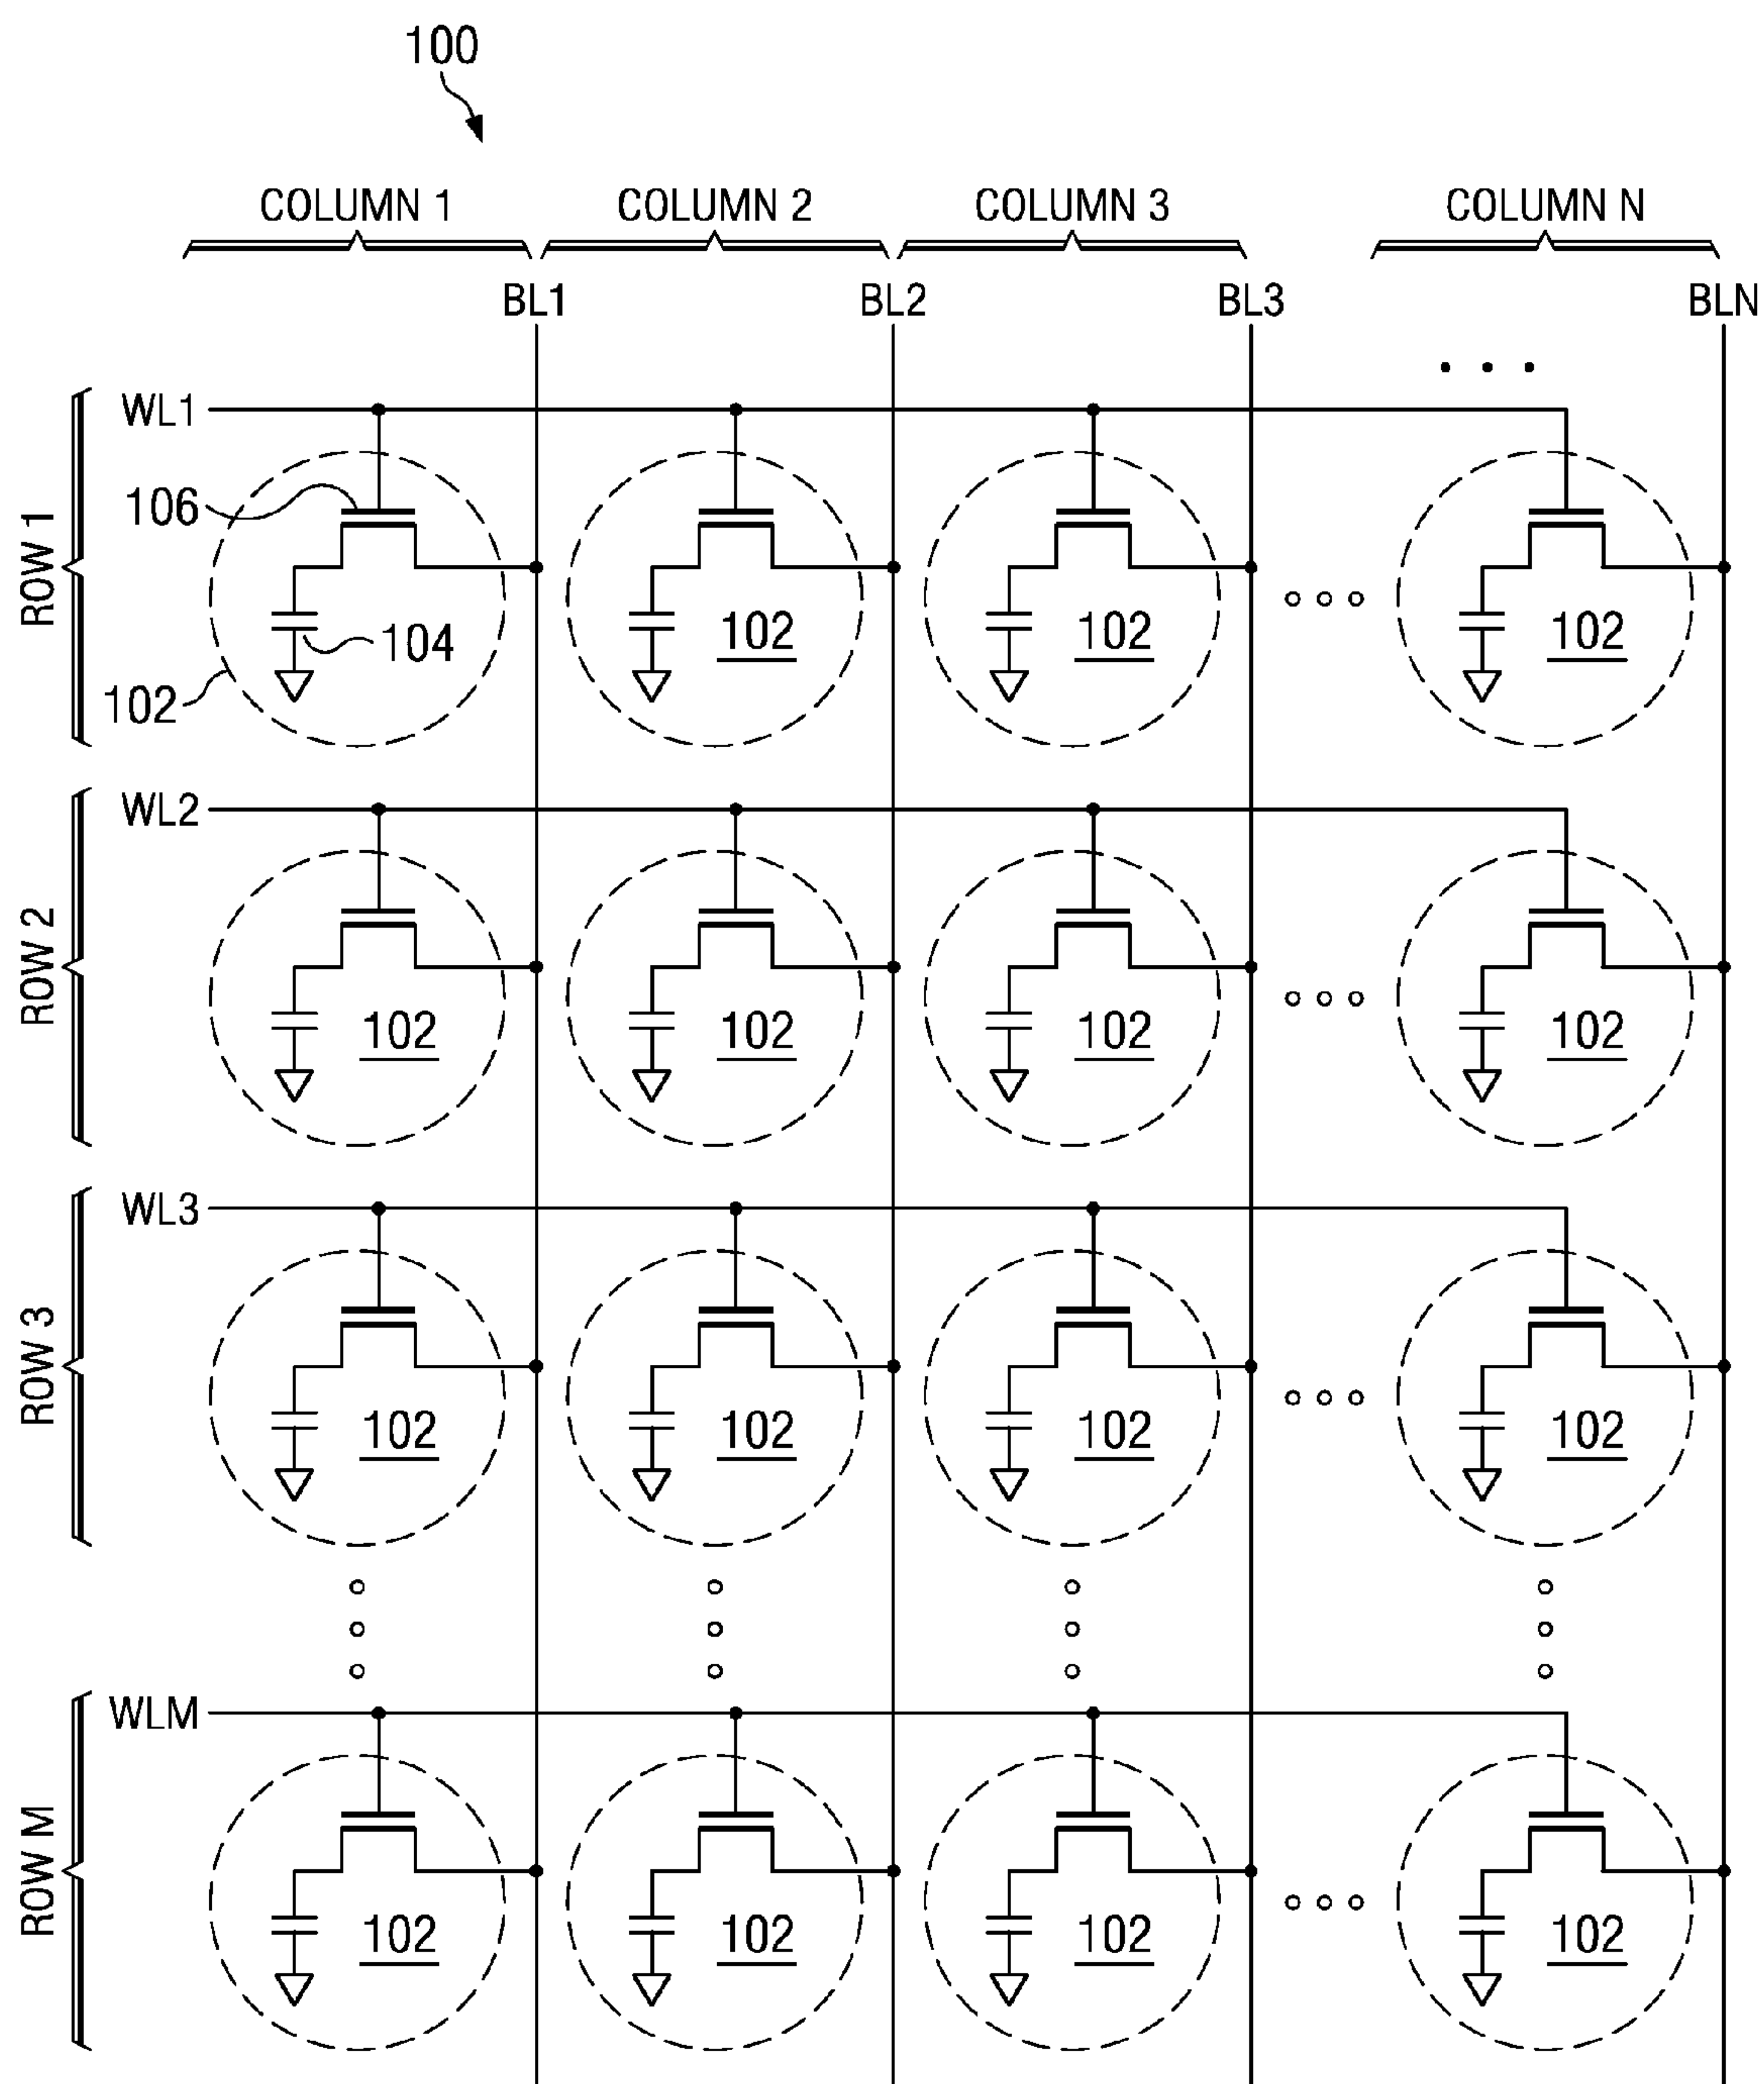 100
COLUMN 1 COLUMN 2 COLUMN 3 COLUMN N
BL1 BL2 BL3 BLN
. . .
ROW 1
WL1
106
104
102
102 102 102
ROW 2
WL2
102 102 102 102
ROW 3
WL3
102 102 102 102
ROW M
WLM
102 102 102 102